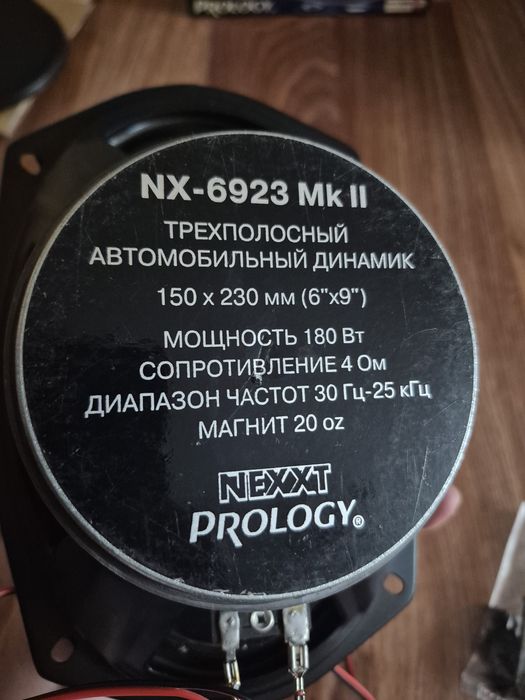 PROLOGY
NX-6923 Mk II
ТРЕХПОЛОСНЫЙ
АВТОМОБИЛЬНЫЙ ДИНАМИК
150 x 230 мм (6"x9")
МОЩНОСТЬ 180 Вт
СОПРОТИВЛЕНИЕ 4 Ом
ДИАПАЗОН ЧАСТОТ 30 Гц-25 кГц
МАГНИТ 20 oz
NEXXT
PROLOGY®